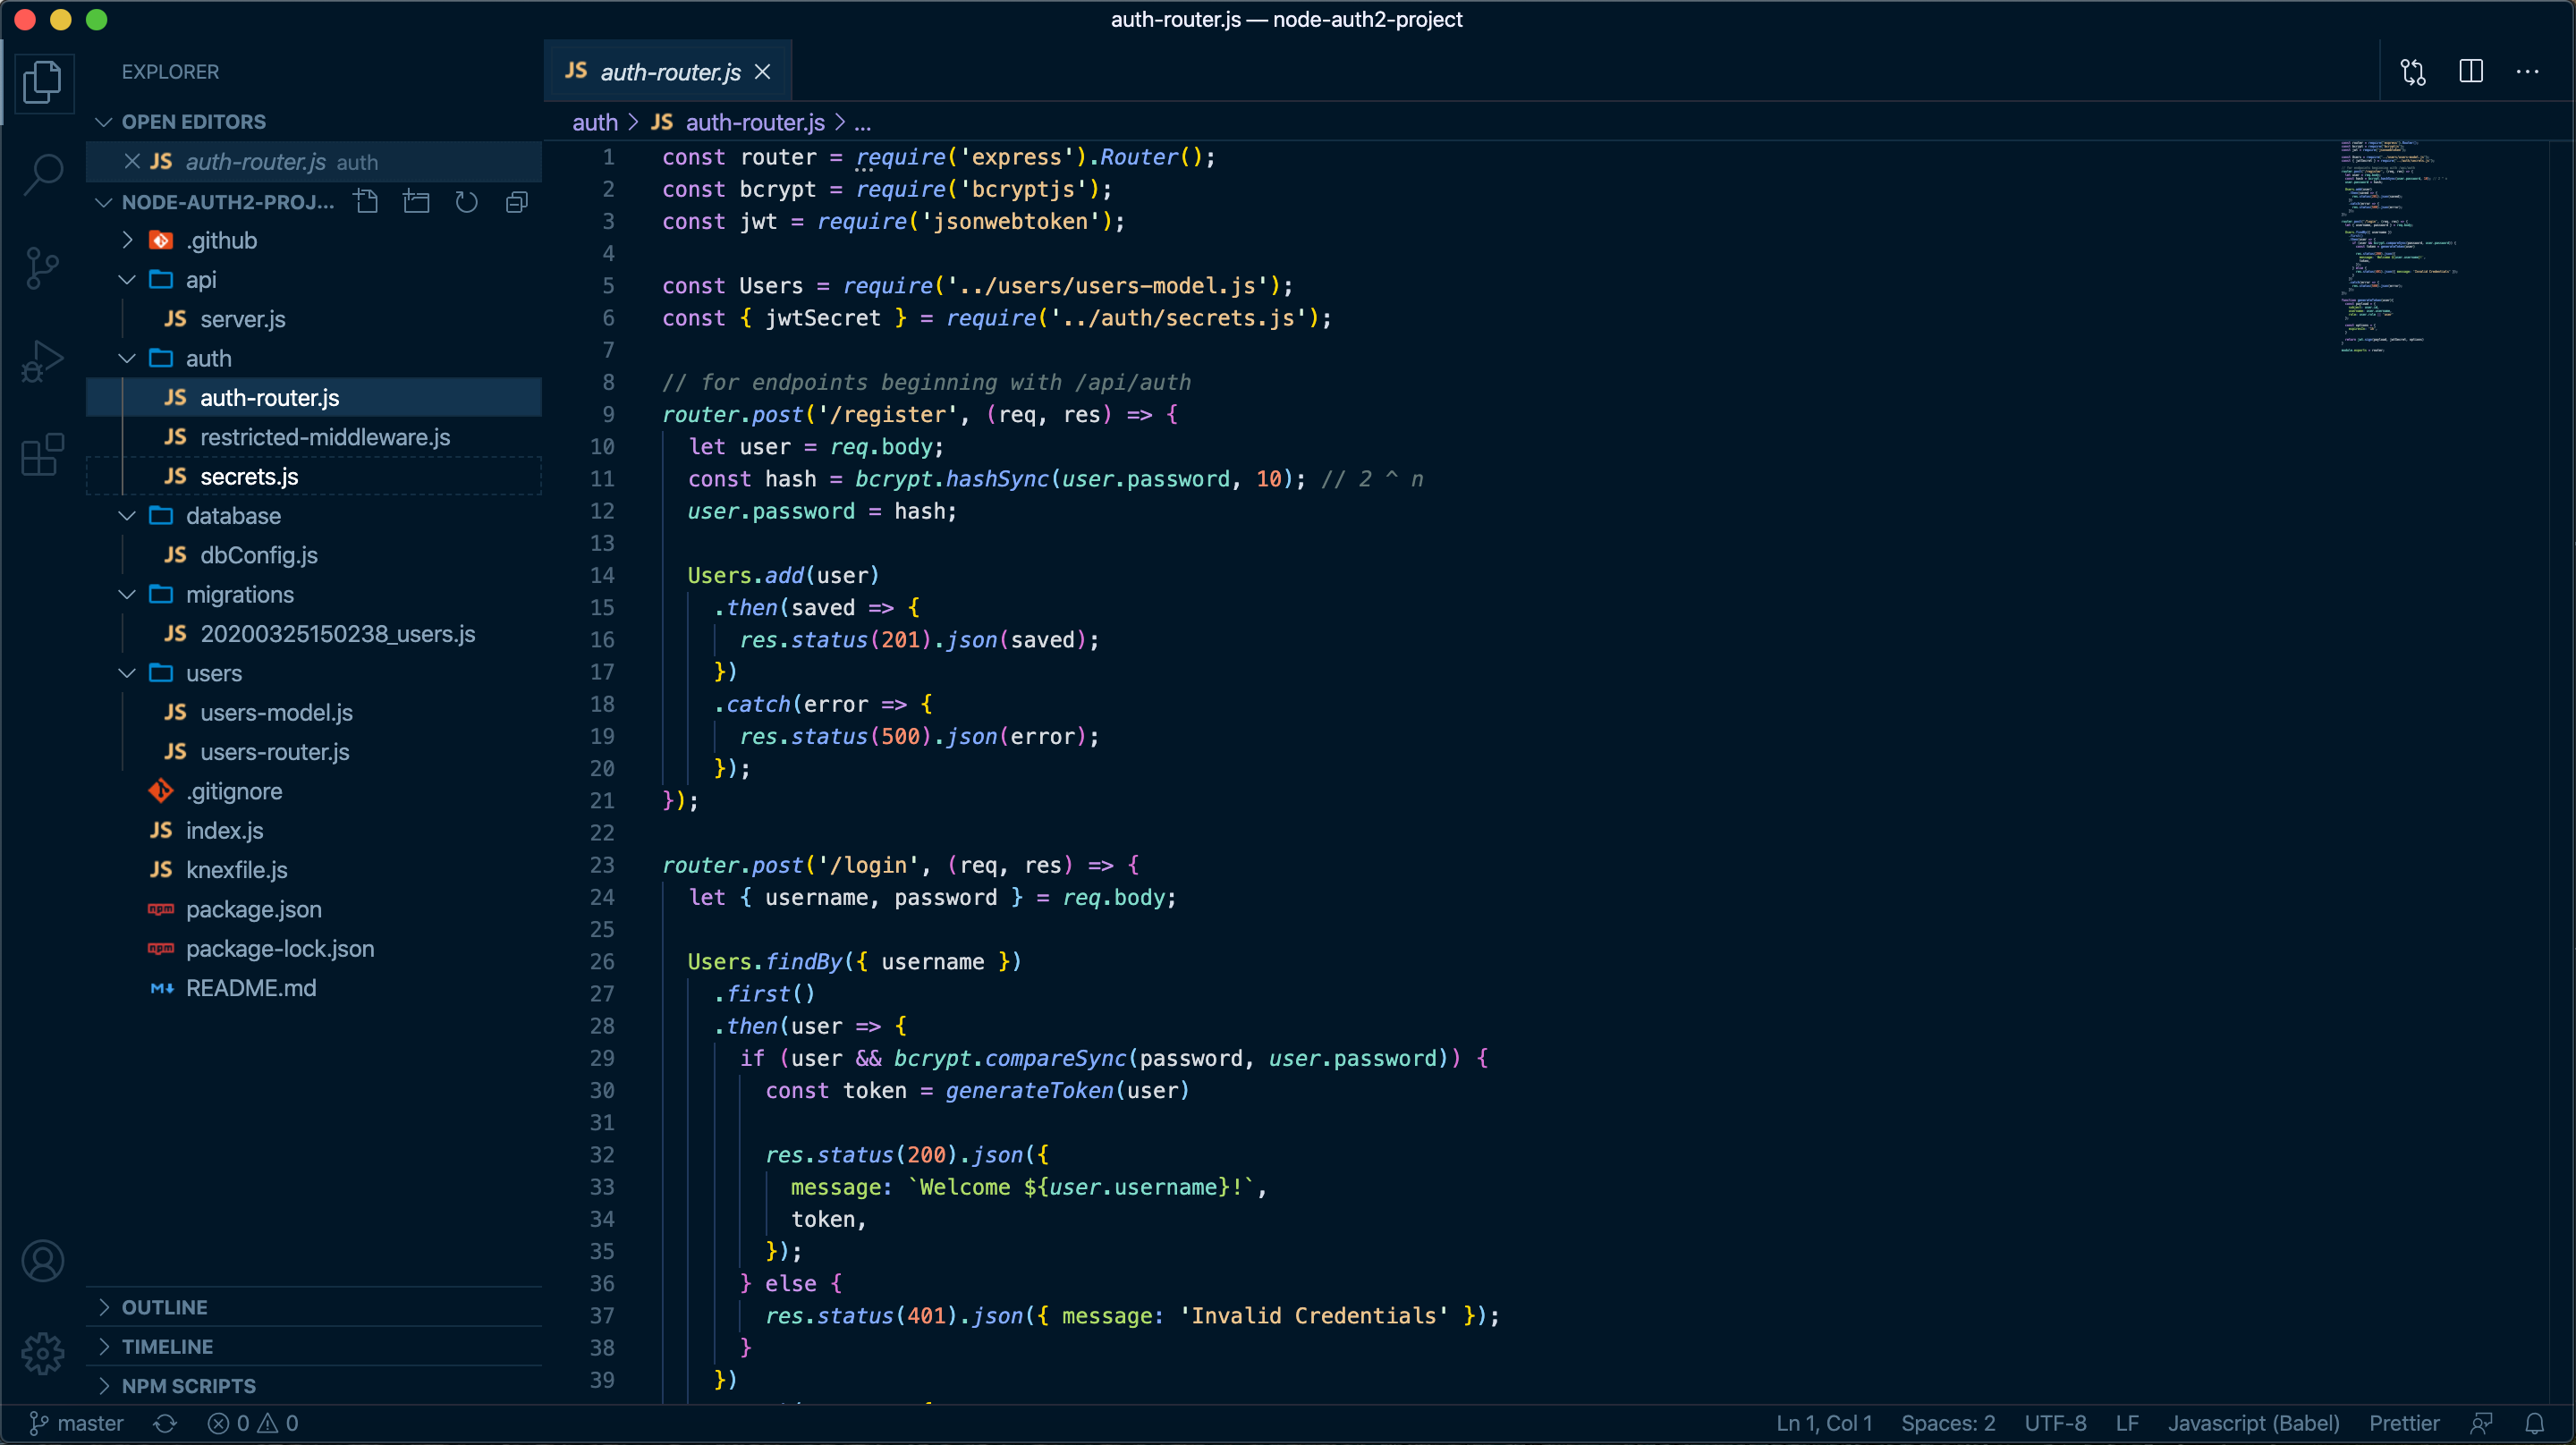 auth-router.js — node-auth2-project
EXPLORER
OPEN EDITORS
JS auth-router.js auth
NODE-AUTH2-PROJ...
.github
api
JS server.js
auth
JS auth-router.js
JS restricted-middleware.js
JS secrets.js
database
JS dbConfig.js
migrations
JS 20200325150238_users.js
users
JS users-model.js
JS users-router.js
.gitignore
JS index.js
JS knexfile.js
npm package.json
npm package-lock.json
M README.md
OUTLINE
TIMELINE
NPM SCRIPTS
JS auth-router.js
auth > JS auth-router.js > ...
1 const router = require('express').Router();
2 const bcrypt = require('bcryptjs');
3 const jwt = require('jsonwebtoken');
4
5 const Users = require('../users/users-model.js');
6 const { jwtSecret } = require('../auth/secrets.js');
7
8 // for endpoints beginning with /api/auth
9 router.post('/register', (req, res) => {
10 let user = req.body;
11 const hash = bcrypt.hashSync(user.password, 10); // 2 ^ n
12 user.password = hash;
13
14 Users.add(user)
15 .then(saved => {
16 res.status(201).json(saved);
17 })
18 .catch(error => {
19 res.status(500).json(error);
20 });
21 });
22
23 router.post('/login', (req, res) => {
24 let { username, password } = req.body;
25
26 Users.findBy({ username })
27 .first()
28 .then(user => {
29 if (user && bcrypt.compareSync(password, user.password)) {
30 const token = generateToken(user)
31
32 res.status(200).json({
33 message: `Welcome ${user.username}!`,
34 token,
35 });
36 } else {
37 res.status(401).json({ message: 'Invalid Credentials' });
38 }
39 })
master 0 0 Ln 1, Col 1 Spaces: 2 UTF-8 LF Javascript (Babel) Prettier